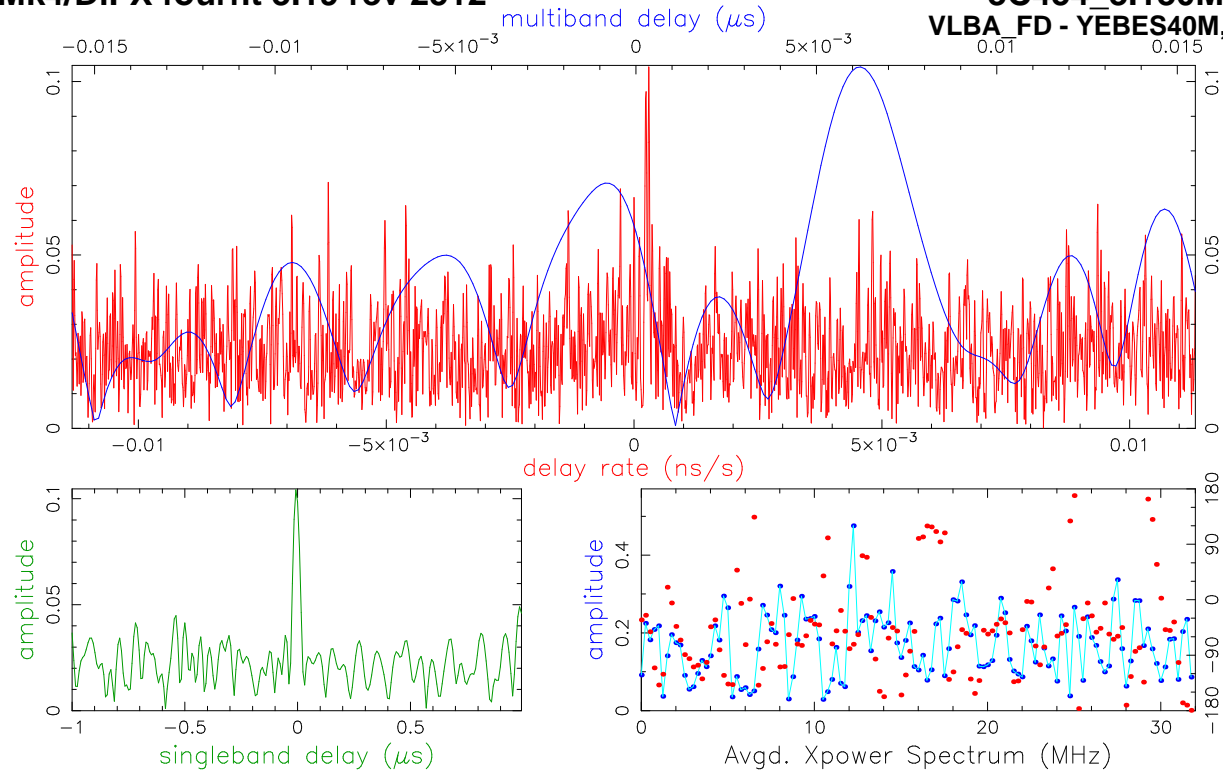 multiband delay (μs)
VLBA_FD - YEBES40M,
−0.015 −0.01 −5×10⁻³ 0 5×10⁻³ 0.01 0.015
amplitude
0 0.05 0.1
0 0.05 0.1
−0.01 −5×10⁻³ 0 5×10⁻³ 0.01
delay rate (ns/s)
amplitude
0 0.05 0.1
−1 −0.5 0 0.5
singleband delay (μs)
amplitude
0 0.2 0.4
180 90 0 −90 −180
0 10 20 30
Avgd. Xpower Spectrum (MHz)